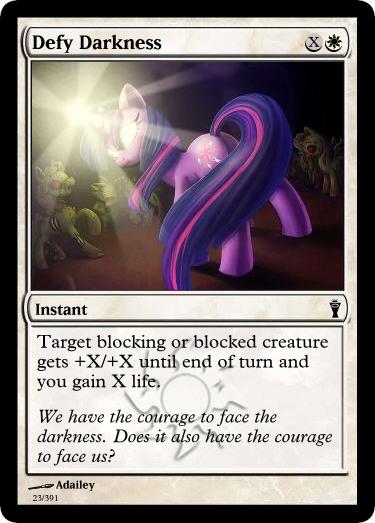 Defy Darkness X
Instant
Target blocking or blocked creature
gets +X/+X until end of turn and
you gain X life.
We have the courage to face the
darkness. Does it also have the courage
to face us?
Adailey
23/391